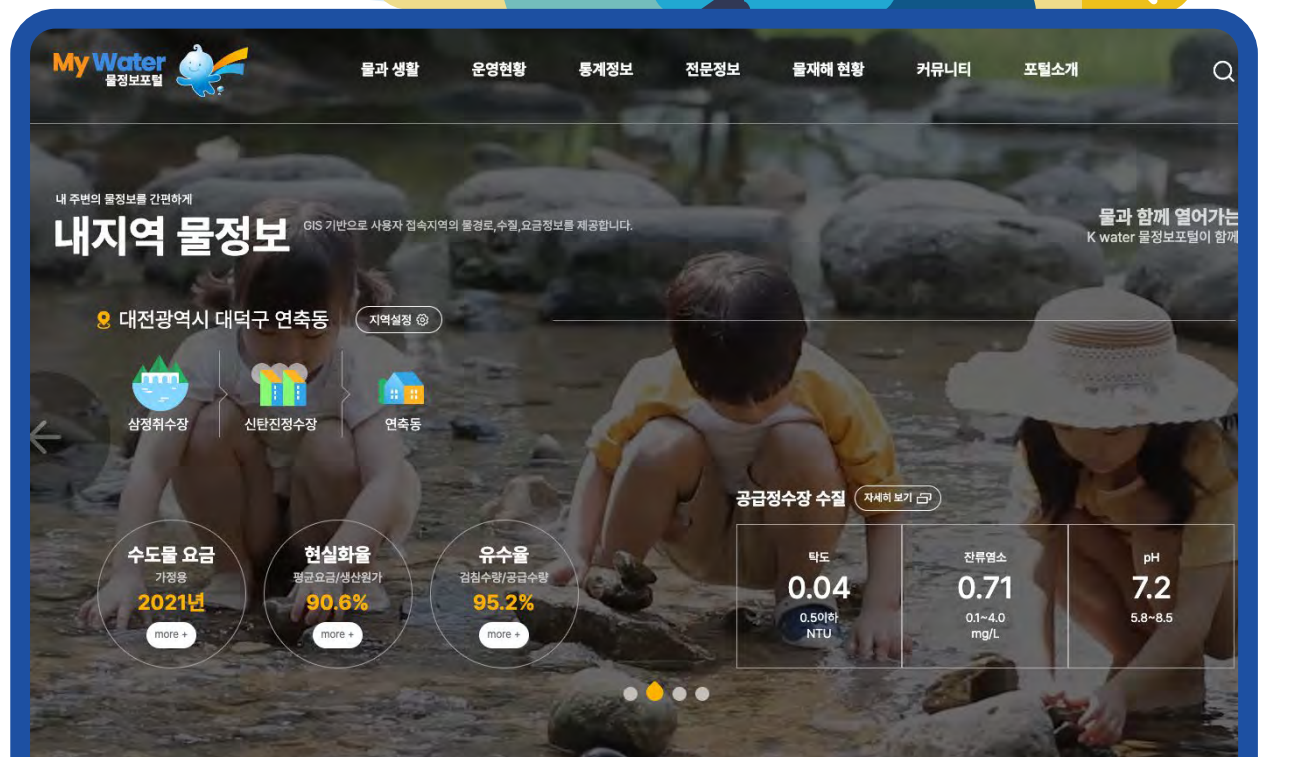 My Water
물정보포털
물과 생활
운영현황
통계정보
전문정보
물재해 현황
커뮤니티
포털소개
내 주변의 물정보를 간편하게
내지역 물정보
GIS 기반으로 사용자 접속지역의 물경로,수질,요금정보를 제공합니다.
물과 함께 열어가는
K water 물정보포털이 함께
대전광역시 대덕구 연축동
지역설정
삼정취수장
신탄진정수장
연축동
수도물 요금
가정용
2021년
more +
현실화율
평균요금/생산원가
90.6%
more +
유수율
검침수량/공급수량
95.2%
more +
공급정수장 수질
자세히 보기
탁도
0.04
0.5이하
NTU
잔류염소
0.71
0.1~4.0
mg/L
pH
7.2
5.8~8.5